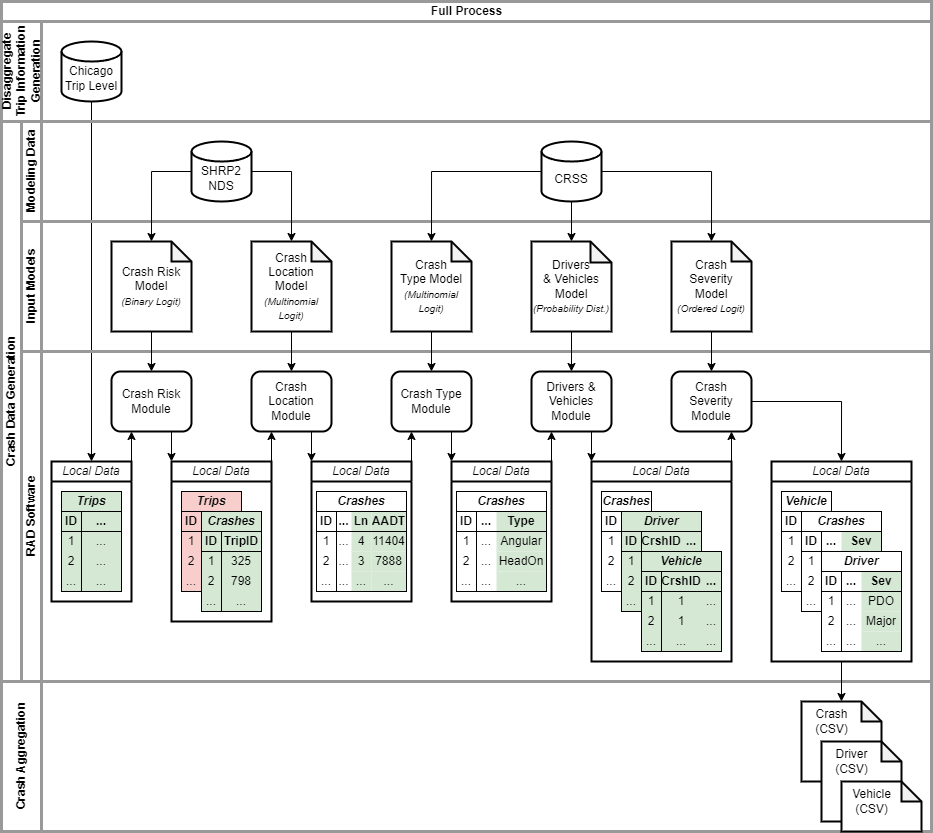 Full Process
Disaggregate
Trip Information
Generation
Chicago
Trip Level
Crash Data Generation
Modeling Data
SHRP2
NDS
CRSS
Input Models
Crash Risk
Model
(Binary Logit)
Crash
Location
Model
(Multinomial
Logit)
Crash
Type Model
(Multinomial
Logit)
Drivers
& Vehicles
Model
(Probability Dist.)
Crash
Severity
Model
(Ordered Logit)
RAD Software
Crash Risk
Module
Crash
Location
Module
Crash Type
Module
Drivers &
Vehicles
Module
Crash
Severity
Module
Local Data
Trips
ID ...
1 ...
2 ...
... ...
Local Data
Trips
ID
1
2
...
Crashes
ID TripID
1 325
2 798
... ...
Local Data
Crashes
ID ... Ln AADT
1 ... 4 11404
2 ... 3 7888
... ... ...
Local Data
Crashes
ID ... Type
1 ... Angular
2 ... HeadOn
... ...
Local Data
Crashes
ID
1
2
...
Driver
ID CrshID ...
1
2
...
Vehicle
ID CrshID ...
1 1 ...
2 1 ...
... ... ...
Local Data
Vehicle
ID
1
2
...
Crashes
ID ... Sev
1
2
...
Driver
ID ... Sev
1 ... PDO
2 ... Major
... ...
Crash Aggregation
Crash
(CSV)
Driver
(CSV)
Vehicle
(CSV)